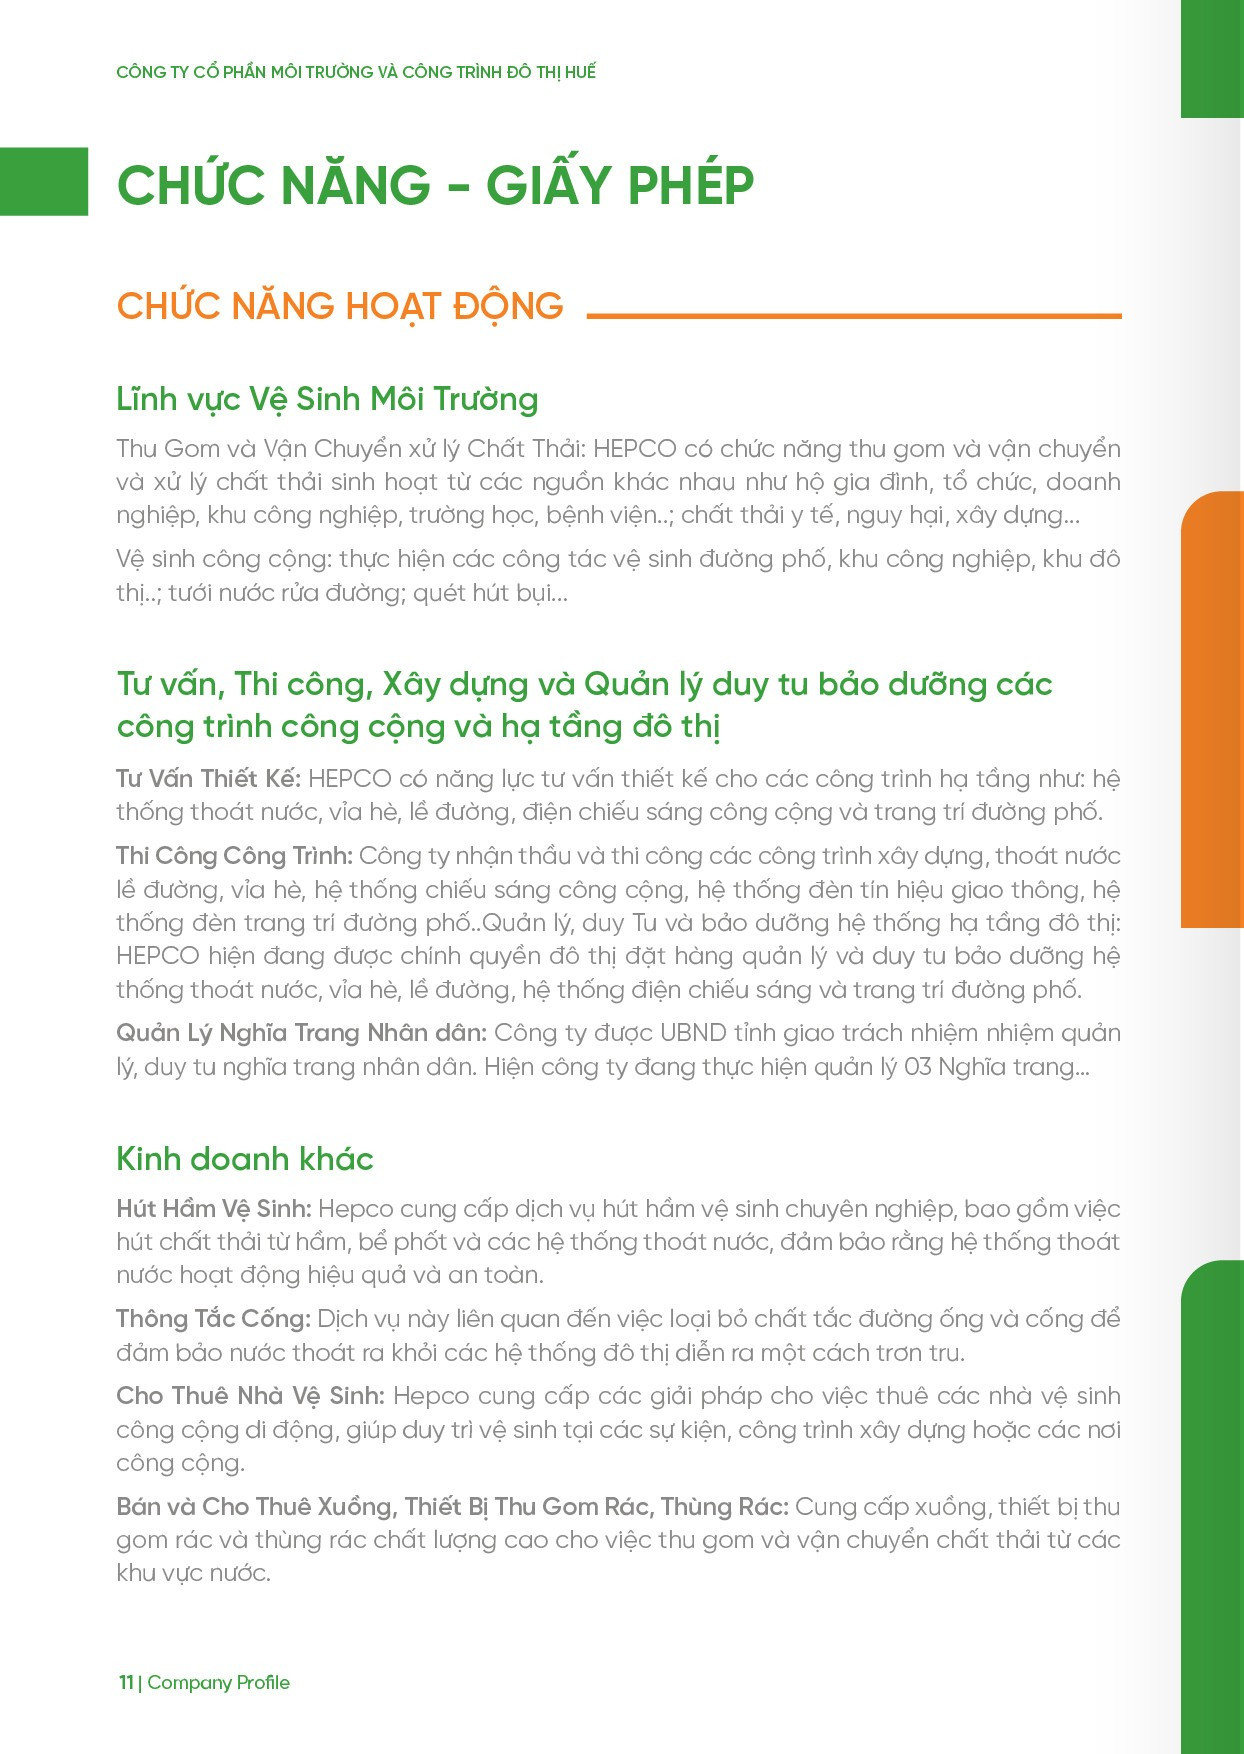 CÔNG TY CỔ PHẦN MÔI TRƯỜNG VÀ CÔNG TRÌNH ĐÔ THỊ HUẾ
CHỨC NĂNG - GIẤY PHÉP
CHỨC NĂNG HOẠT ĐỘNG
Lĩnh vực Vệ Sinh Môi Trường
Thu Gom và Vận Chuyển xử lý Chất Thải: HEPCO có chức năng thu gom và vận chuyển
và xử lý chất thải sinh hoạt từ các nguồn khác nhau như hộ gia đình, tổ chức, doanh
nghiệp, khu công nghiệp, trường học, bệnh viện..; chất thải y tế, nguy hại, xây dựng...
Vệ sinh công cộng: thực hiện các công tác vệ sinh đường phố, khu công nghiệp, khu đô
thị..; tưới nước rửa đường; quét hút bụi...
Tư vấn, Thi công, Xây dựng và Quản lý duy tu bảo dưỡng các
công trình công cộng và hạ tầng đô thị
Tư Vấn Thiết Kế: HEPCO có năng lực tư vấn thiết kế cho các công trình hạ tầng như: hệ
thống thoát nước, vỉa hè, lề đường, điện chiếu sáng công cộng và trang trí đường phố.
Thi Công Công Trình: Công ty nhận thầu và thi công các công trình xây dựng, thoát nước
lề đường, vỉa hè, hệ thống chiếu sáng công cộng, hệ thống đèn tín hiệu giao thông, hệ
thống đèn trang trí đường phố..Quản lý, duy Tu và bảo dưỡng hệ thống hạ tầng đô thị:
HEPCO hiện đang được chính quyền đô thị đặt hàng quản lý và duy tu bảo dưỡng hệ
thống thoát nước, vỉa hè, lề đường, hệ thống điện chiếu sáng và trang trí đường phố.
Quản Lý Nghĩa Trang Nhân dân: Công ty được UBND tỉnh giao trách nhiệm nhiệm quản
lý, duy tu nghĩa trang nhân dân. Hiện công ty đang thực hiện quản lý 03 Nghĩa trang...
Kinh doanh khác
Hút Hầm Vệ Sinh: Hepco cung cấp dịch vụ hút hầm vệ sinh chuyên nghiệp, bao gồm việc
hút chất thải từ hầm, bể phốt và các hệ thống thoát nước, đảm bảo rằng hệ thống thoát
nước hoạt động hiệu quả và an toàn.
Thông Tắc Cống: Dịch vụ này liên quan đến việc loại bỏ chất tắc đường ống và cống để
đảm bảo nước thoát ra khỏi các hệ thống đô thị diễn ra một cách trơn tru.
Cho Thuê Nhà Vệ Sinh: Hepco cung cấp các giải pháp cho việc thuê các nhà vệ sinh
công cộng di động, giúp duy trì vệ sinh tại các sự kiện, công trình xây dựng hoặc các nơi
công cộng.
Bán và Cho Thuê Xuồng, Thiết Bị Thu Gom Rác, Thùng Rác: Cung cấp xuồng, thiết bị thu
gom rác và thùng rác chất lượng cao cho việc thu gom và vận chuyển chất thải từ các
khu vực nước.
11 | Company Profile